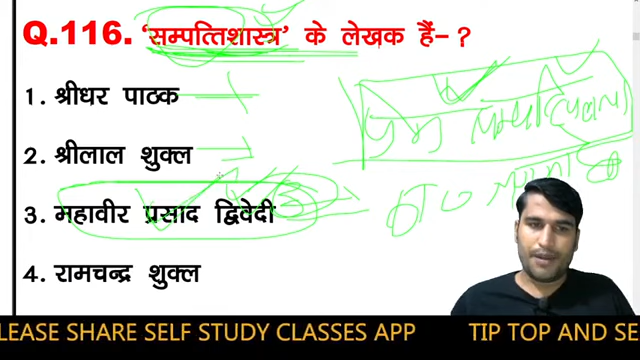 Q.116. ‘सम्पत्तिशास्त्र’ के लेखक हैं- ?
1. श्रीधर पाठक
2. श्रीलाल शुक्ल
3. महावीर प्रसाद द्विवेदी
4. रामचन्द्र शुक्ल
LEASE SHARE SELF STUDY CLASSES APP TIP TOP AND SE